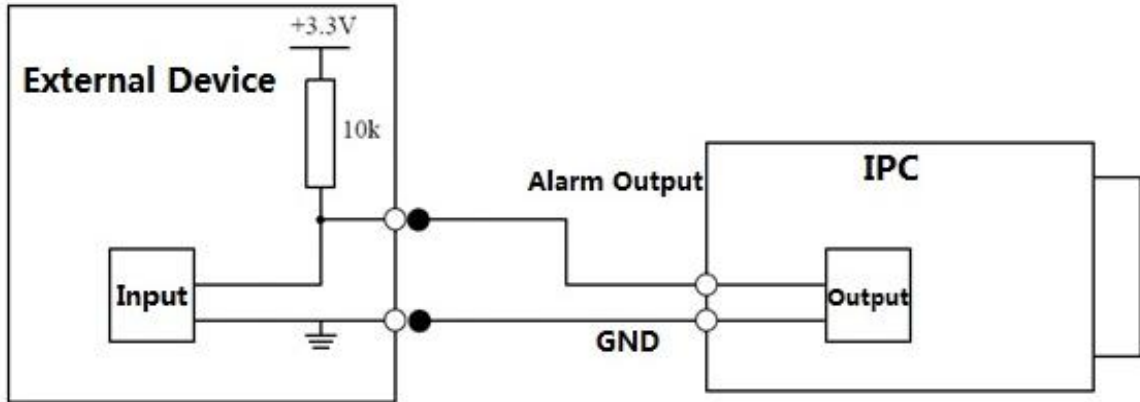 +3.3V
External Device
10k
Alarm Output
IPC
Input
Output
GND